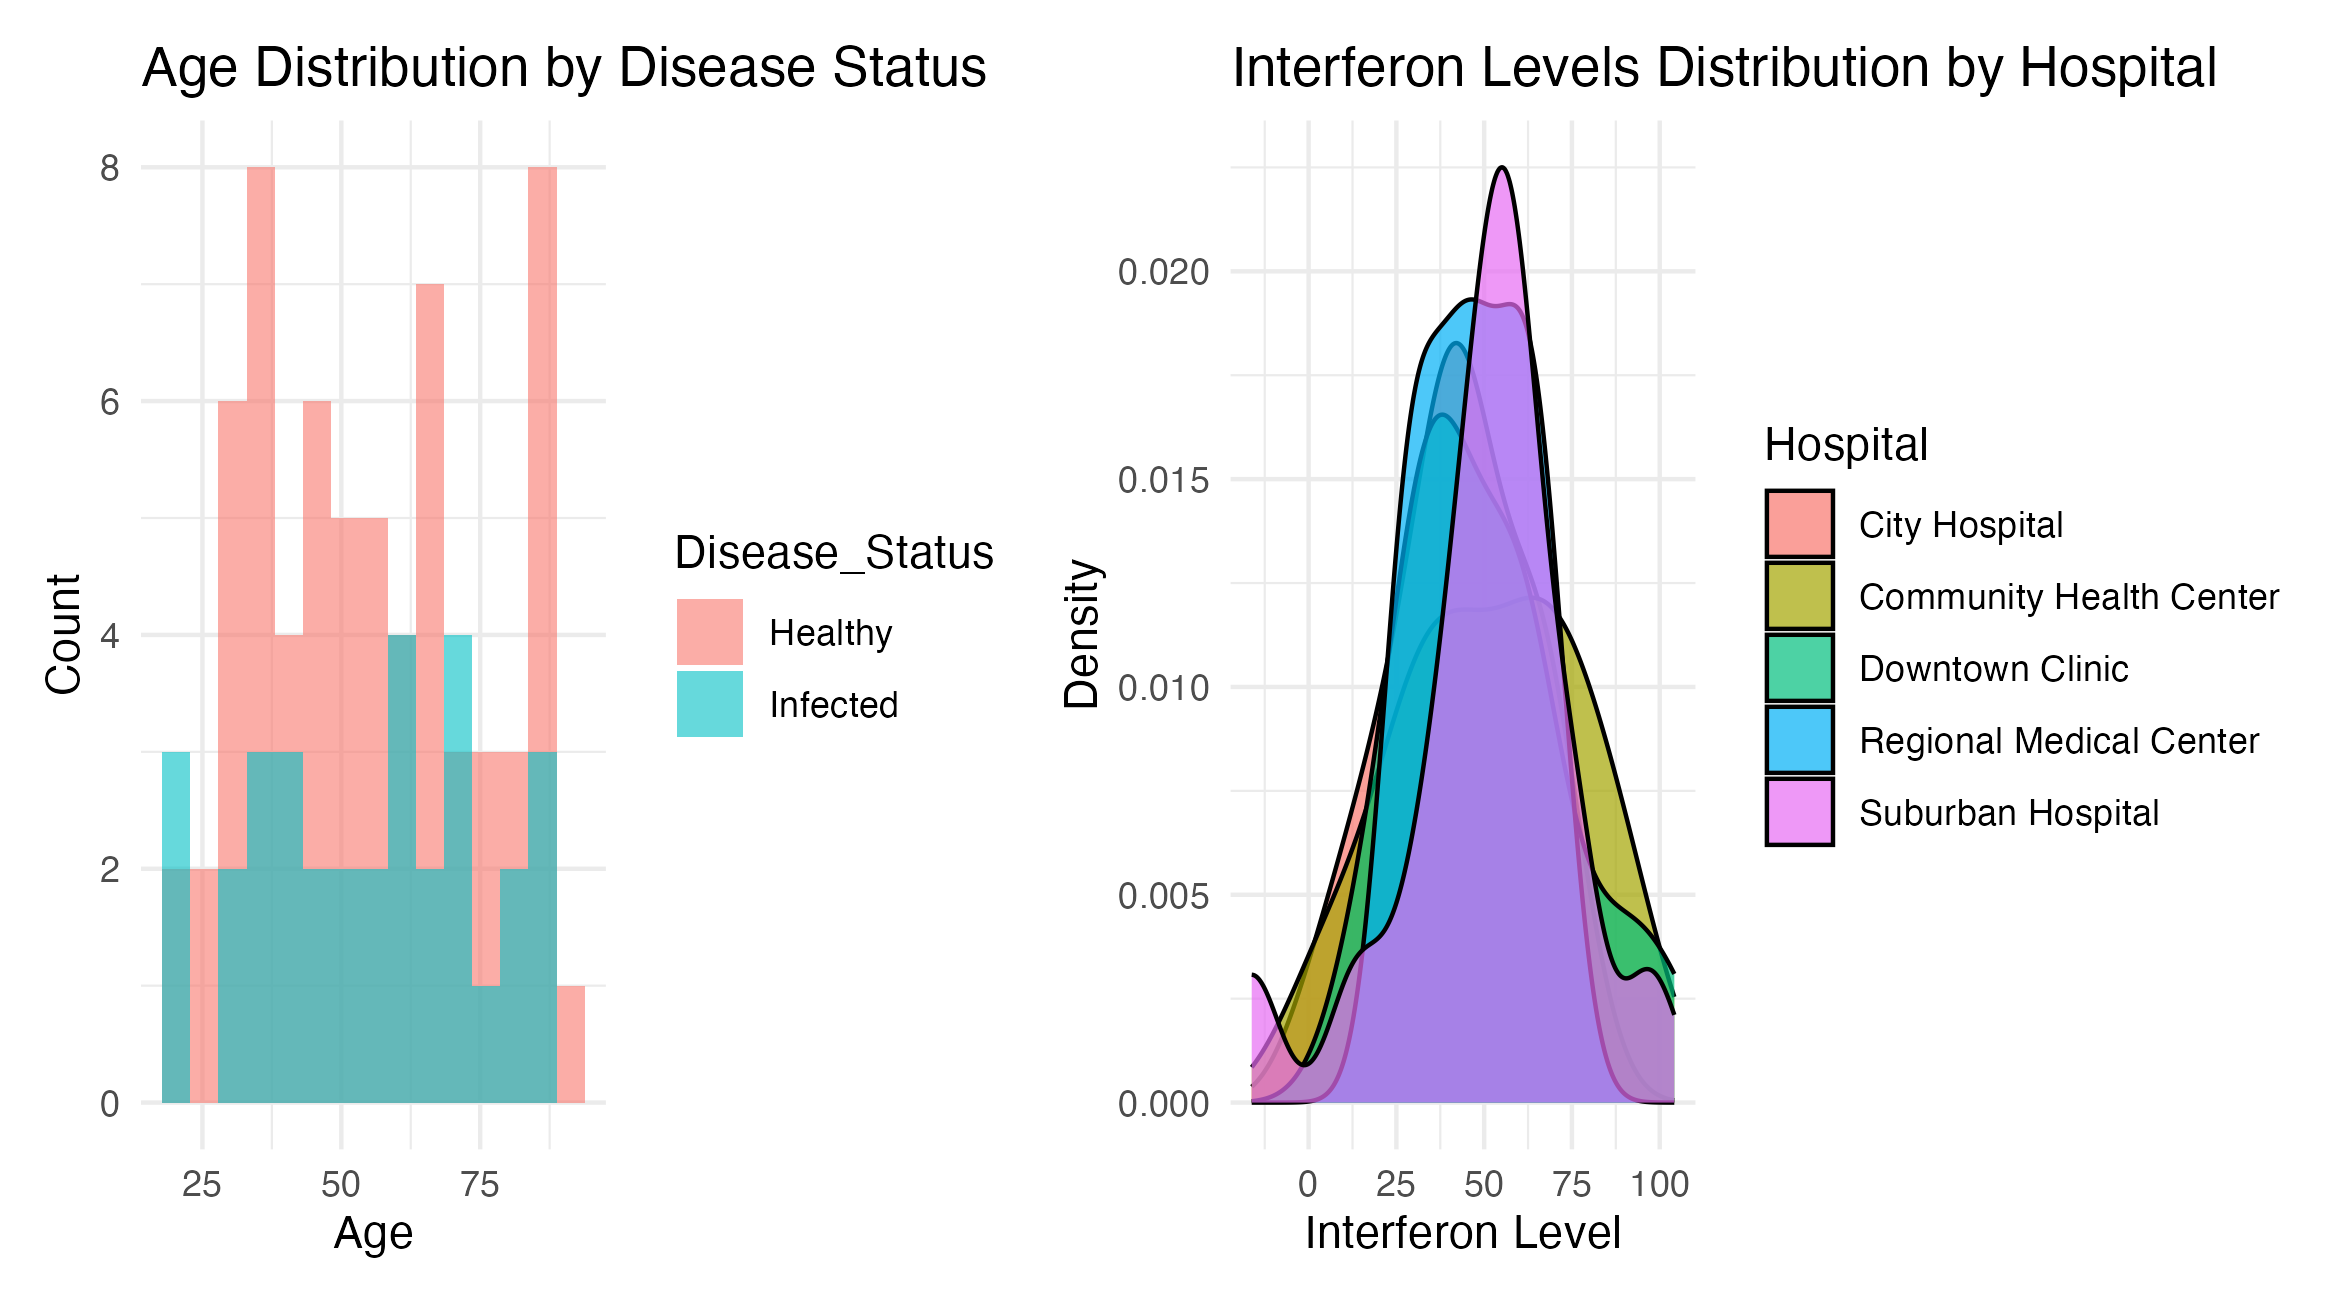 Age Distribution by Disease Status
8
6
4
2
0
Count
25 50 75
Age
Disease_Status
Healthy
Infected
Interferon Levels Distribution by Hospital
0.020
0.015
0.010
0.005
0.000
Density
0 25 50 75 100
Interferon Level
Hospital
City Hospital
Community Health Center
Downtown Clinic
Regional Medical Center
Suburban Hospital